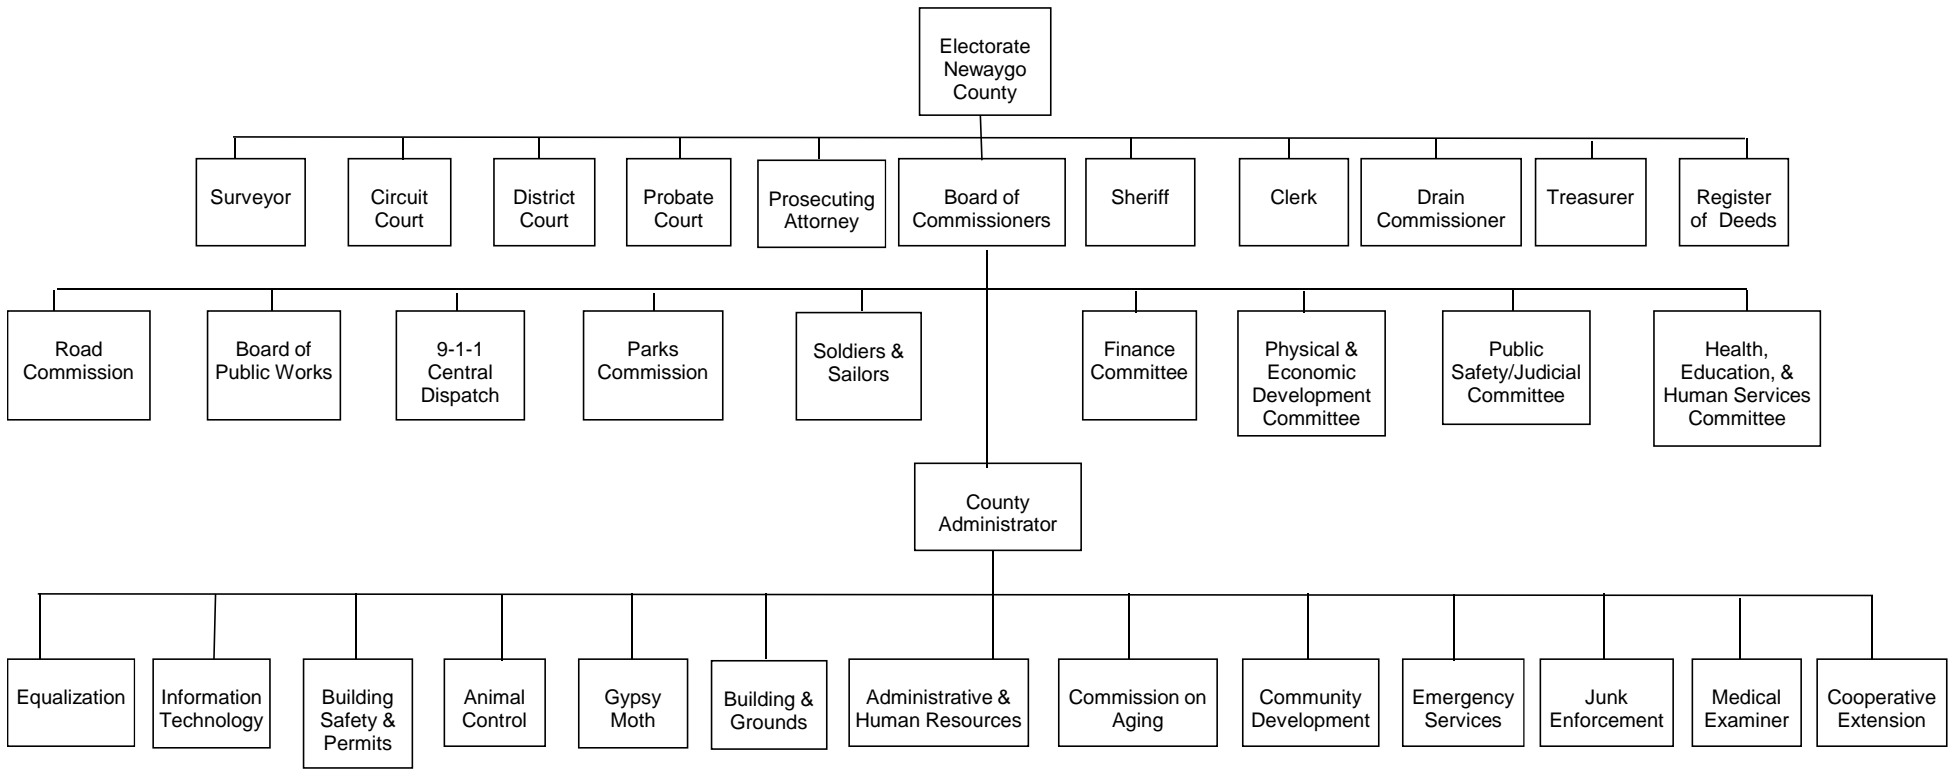 Electorate
Newaygo
County
Surveyor
Circuit
Court
District
Court
Probate
Court
Prosecuting
Attorney
Board of
Commissioners
Sheriff
Clerk
Drain
Commissioner
Treasurer
Register
of Deeds
Road
Commission
Board of
Public Works
9-1-1
Central
Dispatch
Parks
Commission
Soldiers &
Sailors
Finance
Committee
Physical &
Economic
Development
Committee
Public
Safety/Judicial
Committee
Health,
Education, &
Human Services
Committee
County
Administrator
Equalization
Information
Technology
Building
Safety &
Permits
Animal
Control
Gypsy
Moth
Building &
Grounds
Administrative &
Human Resources
Commission on
Aging
Community
Development
Emergency
Services
Junk
Enforcement
Medical
Examiner
Cooperative
Extension